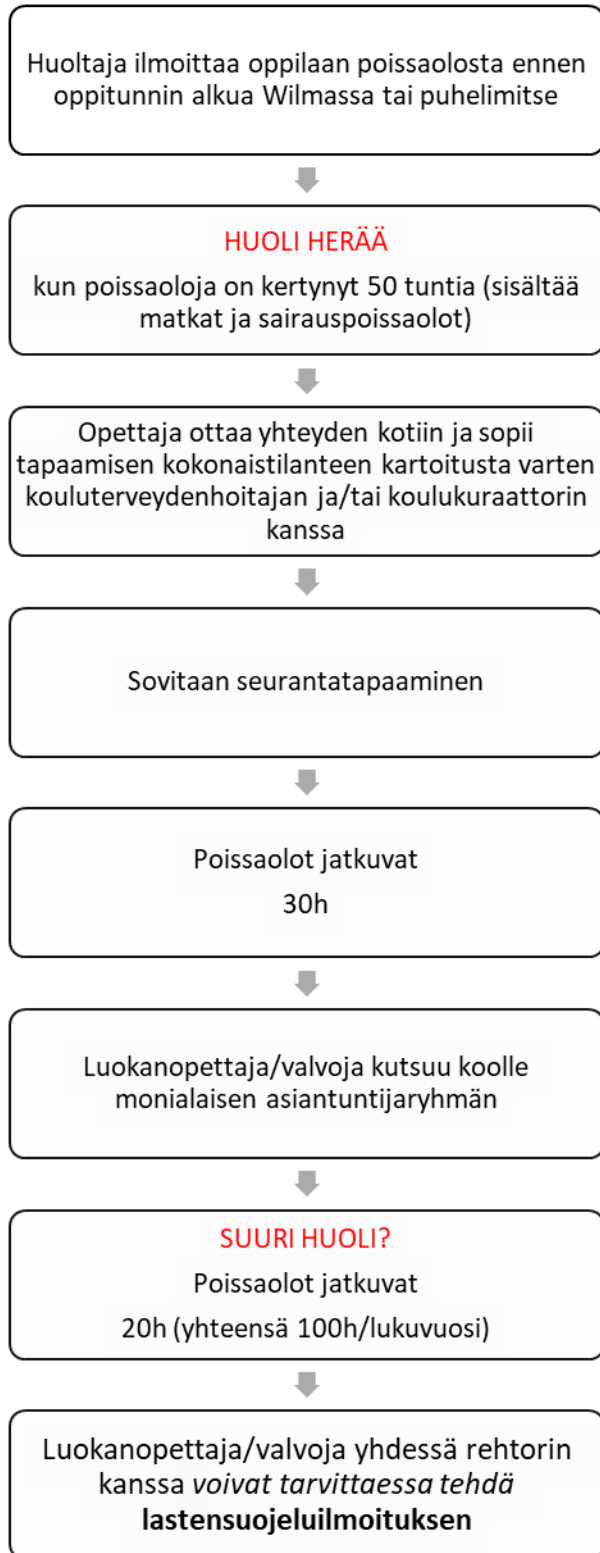 Huoltaja ilmoittaa oppilaan poissaolosta ennen
oppitunnin alkua Wilmassa tai puhelimitse
HUOLI HERÄÄ
kun poissaoloja on kertynyt 50 tuntia (sisältää
matkat ja sairauspoissaolot)
Opettaja ottaa yhteyden kotiin ja sopii
tapaamisen kokonaistilanteen kartoitusta varten
kouluterveydenhoitajan ja/tai koulukuraattorin
kanssa
Sovitaan seurantatapaaminen
Poissaolot jatkuvat
30h
Luokanopettaja/valvoja kutsuu koolle
monialaisen asiantuntijaryhmän
SUURI HUOLI?
Poissaolot jatkuvat
20h (yhteensä 100h/lukuvuosi)
Luokanopettaja/valvoja yhdessä rehtorin
kanssa voivat tarvittaessa tehdä
lastensuojeluilmoituksen